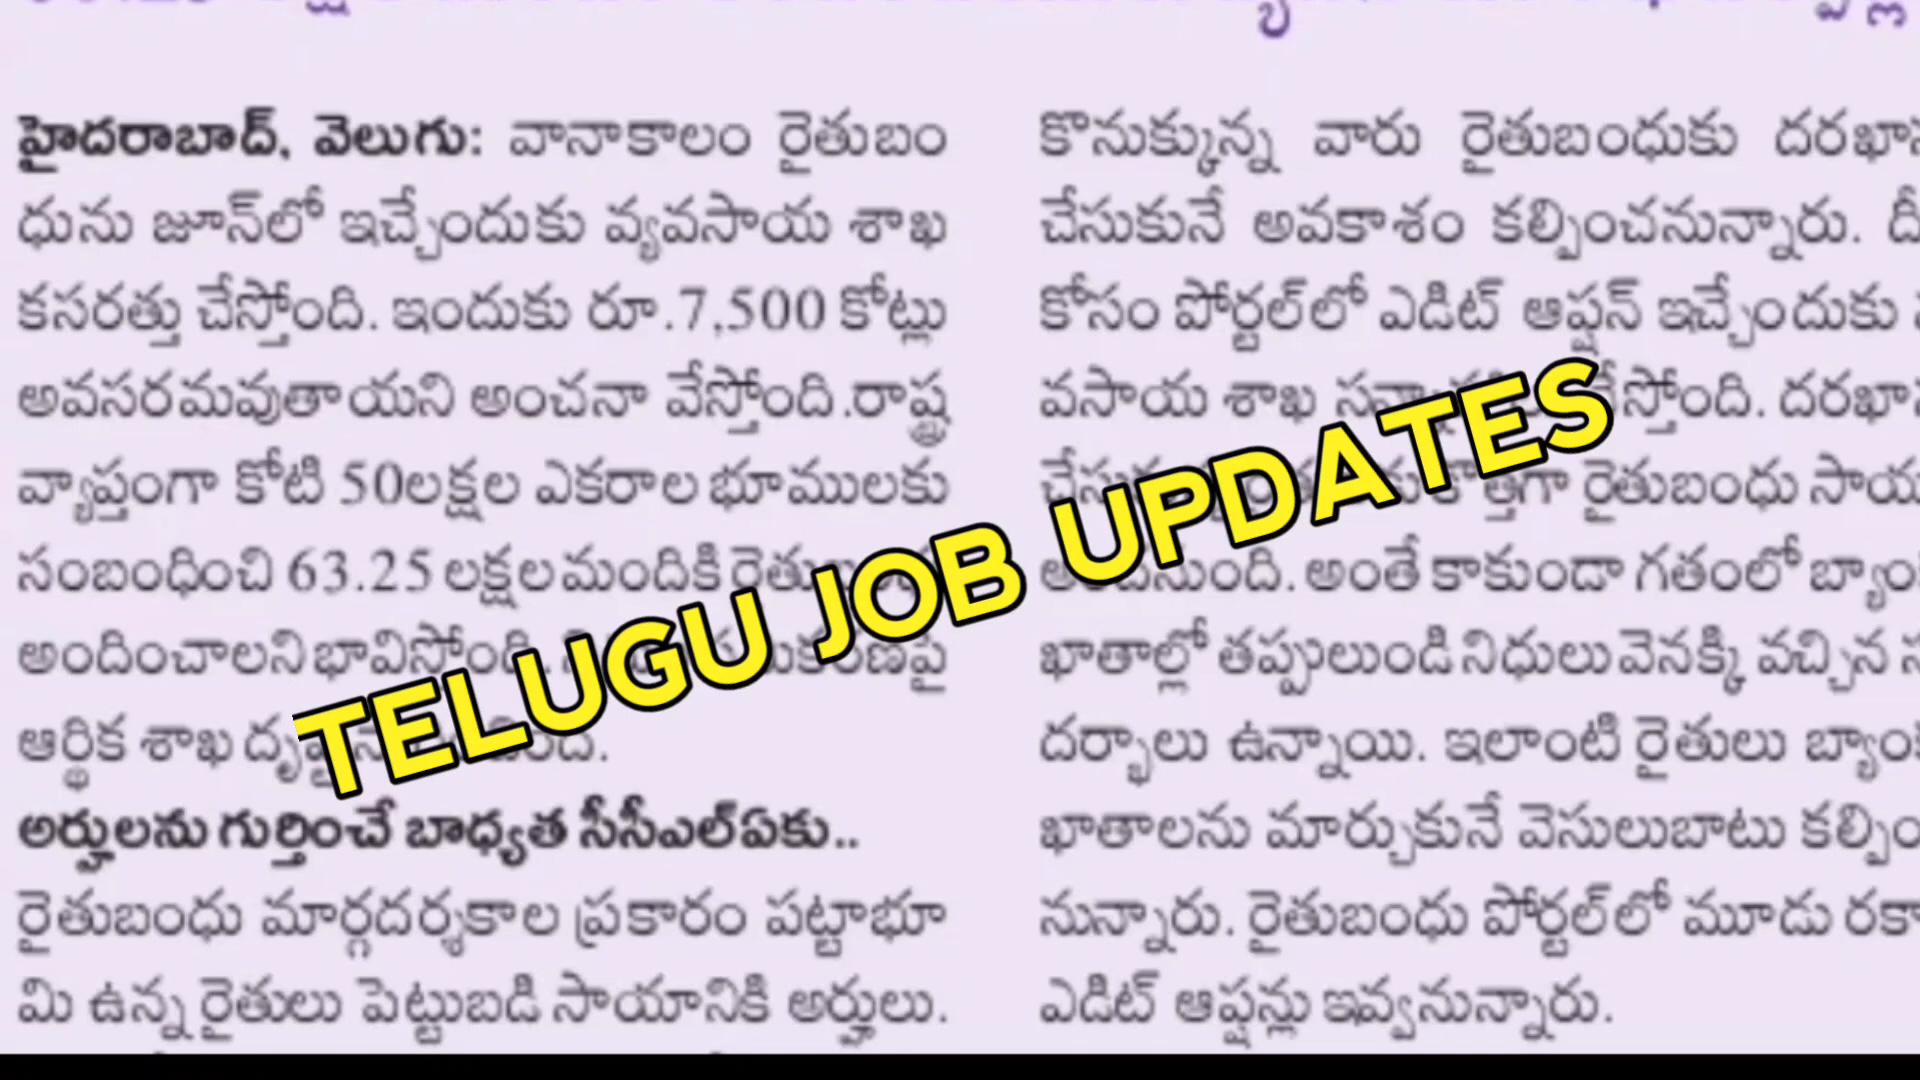 హైదరాబాద్, వెలుగు: వానాకాలం రైతుబం
ధును జూన్‌లో ఇచ్చేందుకు వ్యవసాయ శాఖ
కసరత్తు చేస్తోంది. ఇందుకు రూ.7,500 కోట్లు
అవసరమవుతాయని అంచనా వేస్తోంది.రాష్ట్ర
వ్యాప్తంగా కోటి 50లక్షల ఎకరాల భూములకు
సంబంధించి 63.25 లక్షల మందికి
అందించాలని భావిస్తోంది.
ఆర్థిక శాఖ
అర్హులను గుర్తించే బాధ్యత సీసీఎల్ఏకు..
రైతుబంధు మార్గదర్శకాల ప్రకారం పట్టాభూ
మి ఉన్న రైతులు పెట్టుబడి సాయానికి అర్హులు.
కొనుక్కున్న వారు రైతుబంధుకు
చేసుకునే అవకాశం కల్పించనున్నారు.
కోసం పోర్టల్‌లో ఎడిట్ ఆప్షన్ ఇచ్చేందుకు
వసాయ శాఖ
రైతుబంధు
అంతే కాకుండా గతంలో
ఖాతాల్లో తప్పులుండి నిధులు వెనక్కి వచ్చిన
దర్భాలు ఉన్నాయి. ఇలాంటి రైతులు
ఖాతాలను మార్చుకునే వెసులుబాటు
నున్నారు. రైతుబంధు పోర్టల్‌లో మూడు
ఎడిట్ ఆప్షన్లు ఇవ్వనున్నారు.
TELUGU JOB UPDATES